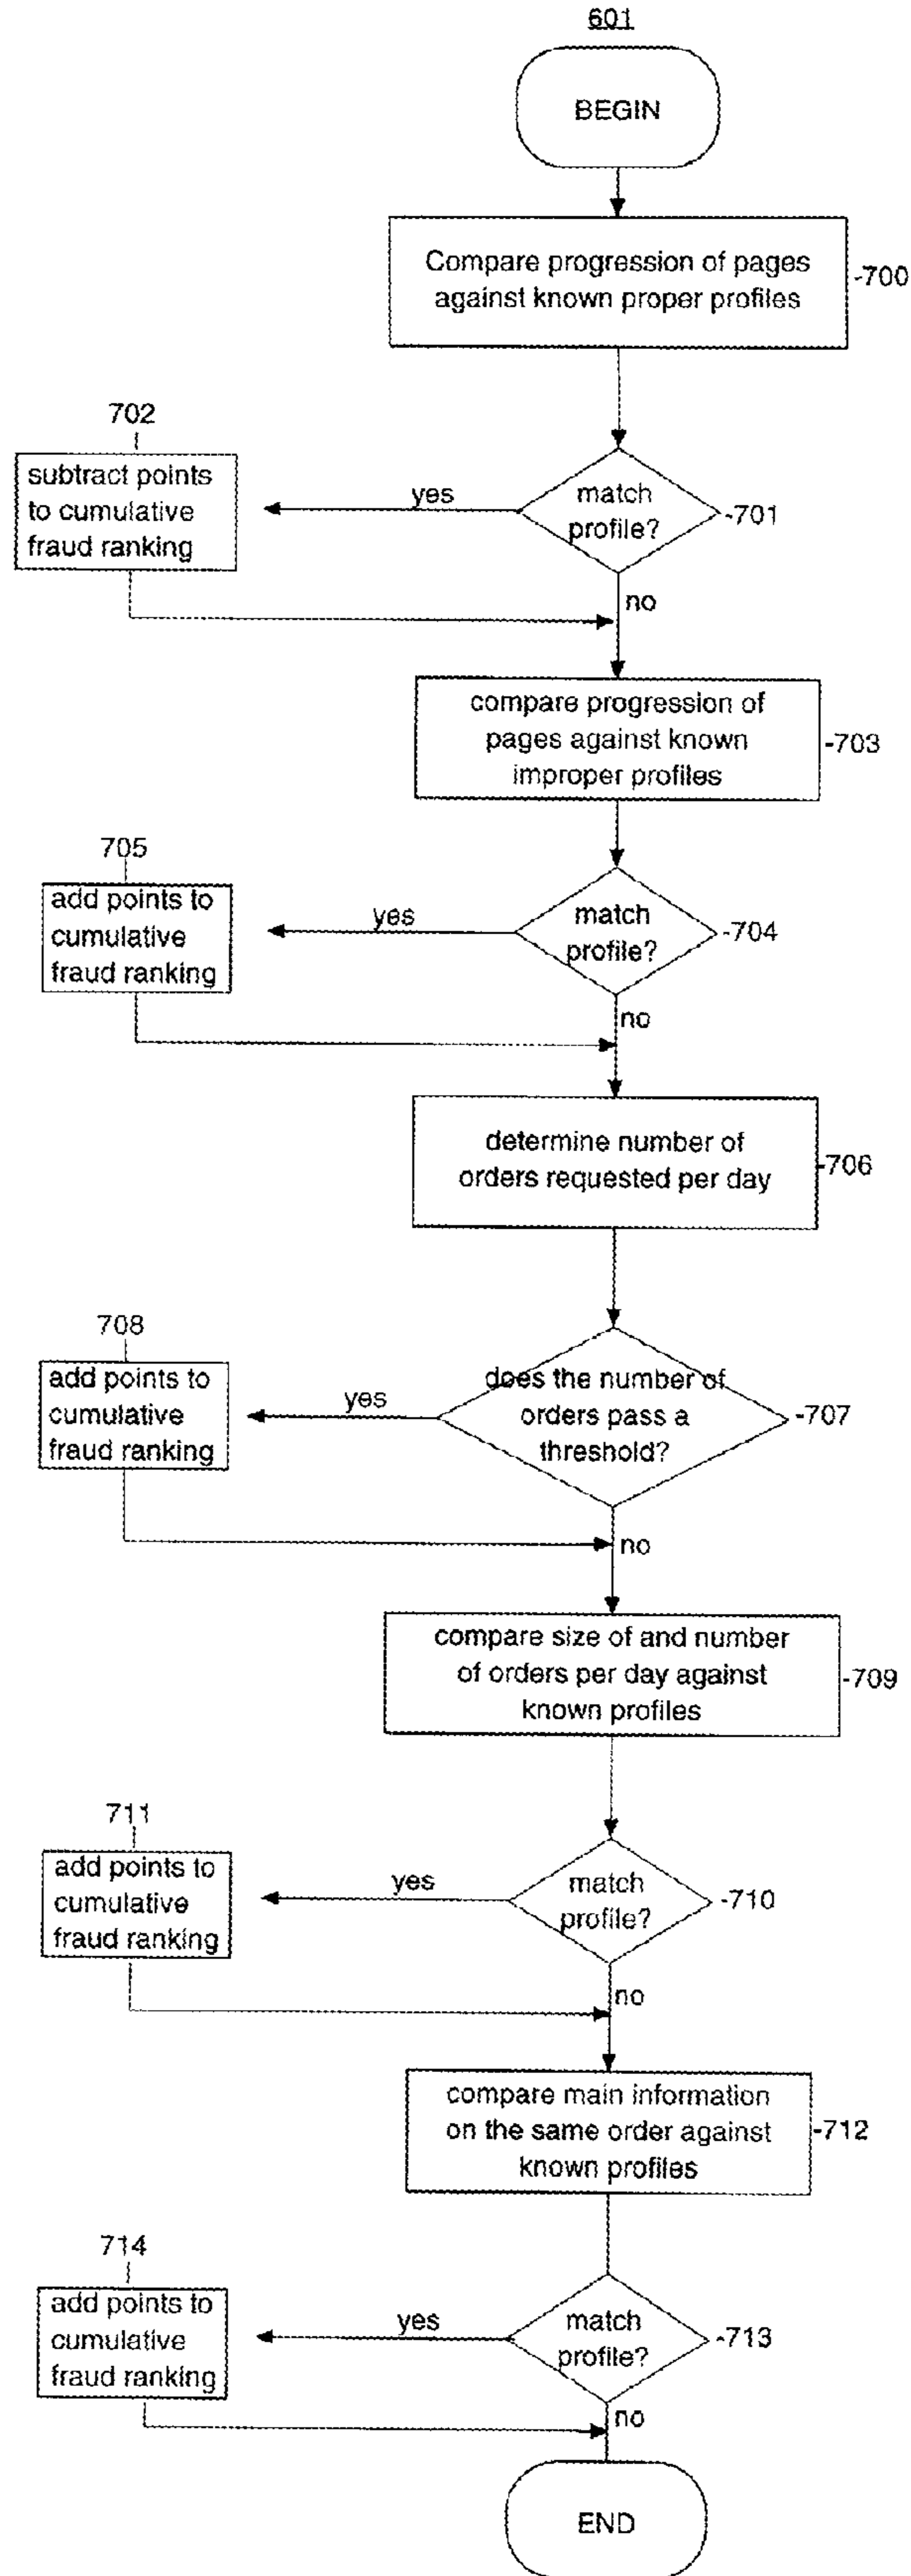 601
BEGIN
Compare progression of pages
against known proper profiles
-700
702
subtract points
to cumulative
fraud ranking
yes
match
profile?
-701
no
compare progression of
pages against known
improper profiles
-703
705
add points to
cumulative
fraud ranking
yes
match
profile?
-704
no
determine number of
orders requested per day
-706
708
add points to
cumulative
fraud ranking
yes
does the number of
orders pass a
threshold?
-707
no
compare size of and number
of orders per day against
known profiles
-709
711
add points to
cumulative
fraud ranking
yes
match
profile?
-710
no
compare main information
on the same order against
known profiles
-712
714
add points to
cumulative
fraud ranking
yes
match
profile?
-713
no
END